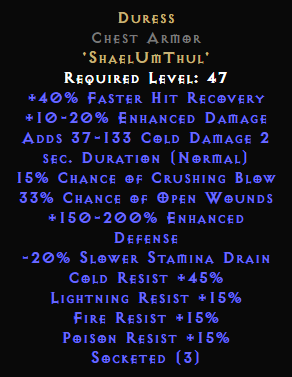 Duress
Chest Armor
'ShaelUmThul'
Required Level: 47
+40% Faster Hit Recovery
+10-20% Enhanced Damage
Adds 37-133 Cold Damage 2
sec. Duration (Normal)
15% Chance of Crushing Blow
33% Chance of Open Wounds
+150-200% Enhanced
Defense
-20% Slower Stamina Drain
Cold Resist +45%
Lightning Resist +15%
Fire Resist +15%
Poison Resist +15%
Socketed (3)